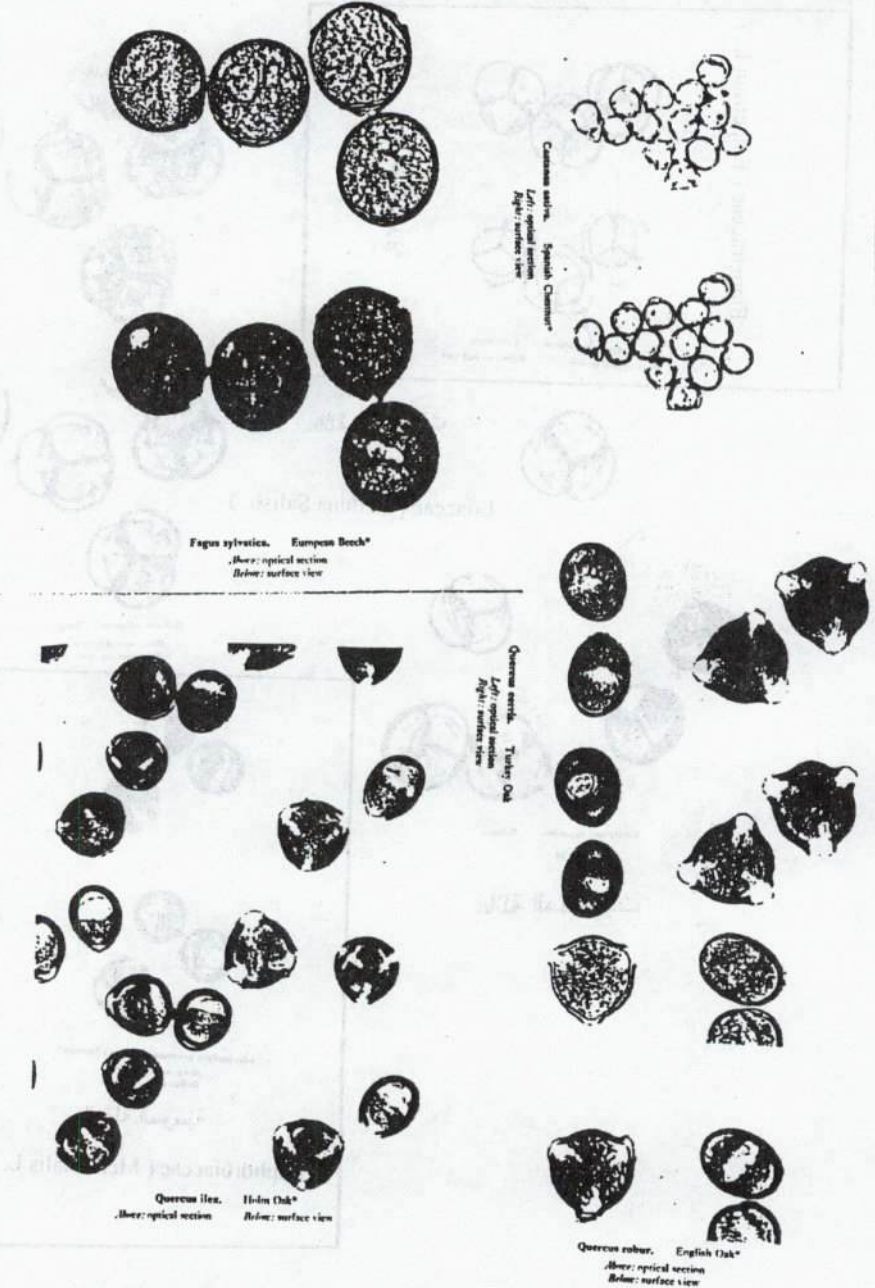 Castanea sativa. Spanish Chestnut*
Left: optical section
Right: surface view
Fagus sylvatica. European Beech*
Above: optical section
Below: surface view
Quercus cerris. Turkey Oak
Left: optical section
Right: surface view
Quercus ilex. Holm Oak*
Above: optical section Below: surface view
Quercus robur. English Oak*
Above: optical section
Below: surface view